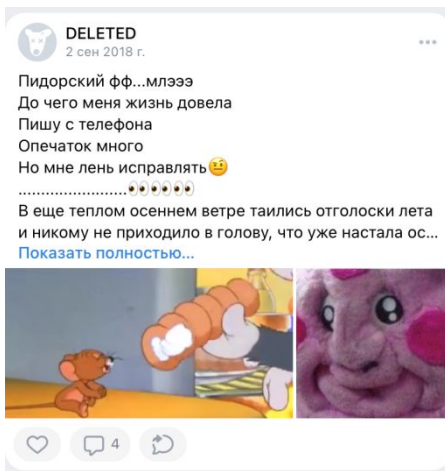 DELETED
2 сен 2018 г.
Пидорский фф...млэээ
До чего меня жизнь довела
Пишу с телефона
Опечаток много
Но мне лень исправлять🤨
........................👀👀👀
В еще теплом осеннем ветре таились отголоски лета
и никому не приходило в голову, что уже настала ос...
Показать полностью...
4